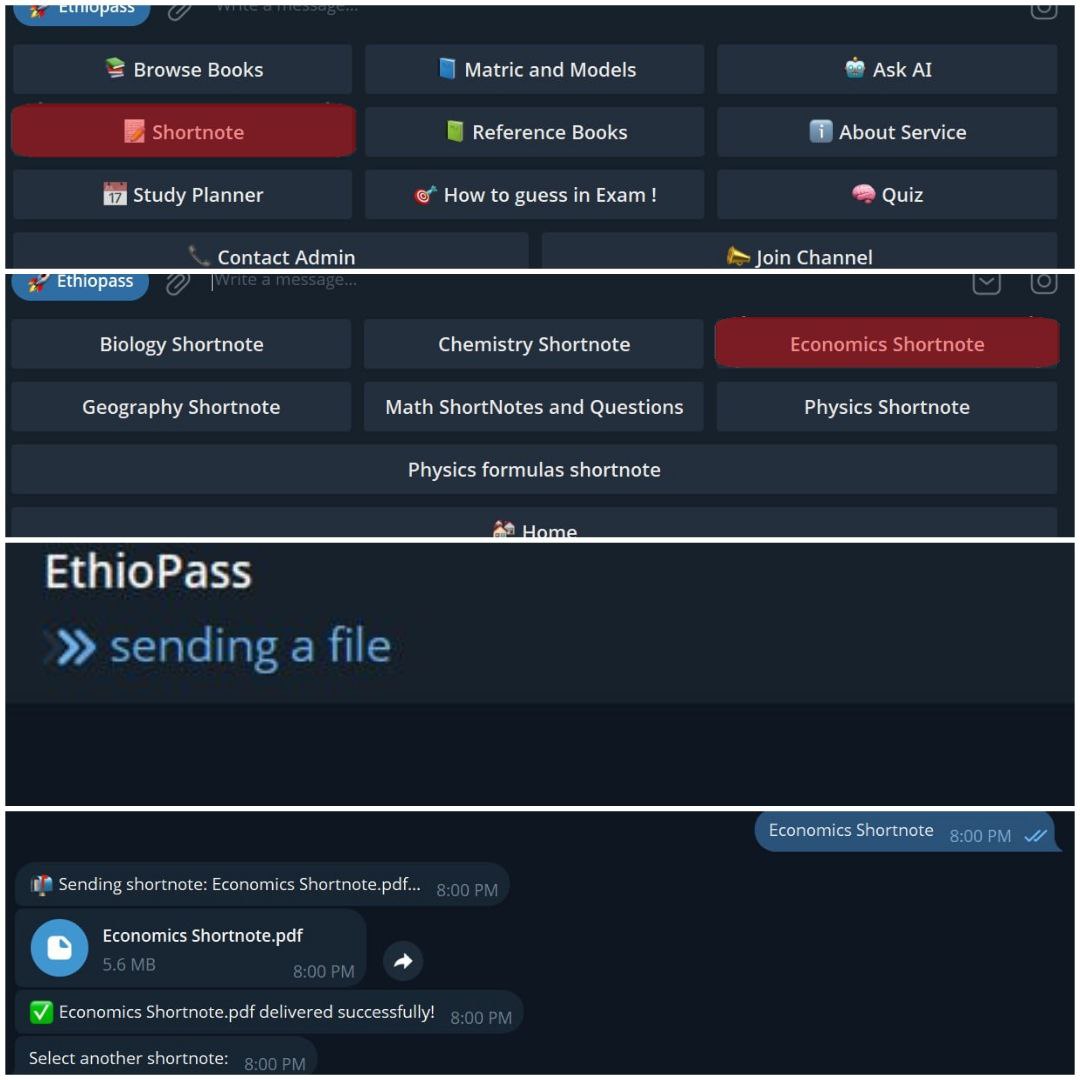 Ethiopass Write a message...
Browse Books Matric and Models Ask AI
Shortnote Reference Books About Service
17 Study Planner How to guess in Exam ! Quiz
Contact Admin Join Channel
Ethiopass Write a message...
Biology Shortnote Chemistry Shortnote Economics Shortnote
Geography Shortnote Math ShortNotes and Questions Physics Shortnote
Physics formulas shortnote
Home
EthioPass
sending a file
Economics Shortnote 8:00 PM
Sending shortnote: Economics Shortnote.pdf... 8:00 PM
Economics Shortnote.pdf
5.6 MB 8:00 PM
Economics Shortnote.pdf delivered successfully! 8:00 PM
Select another shortnote: 8:00 PM